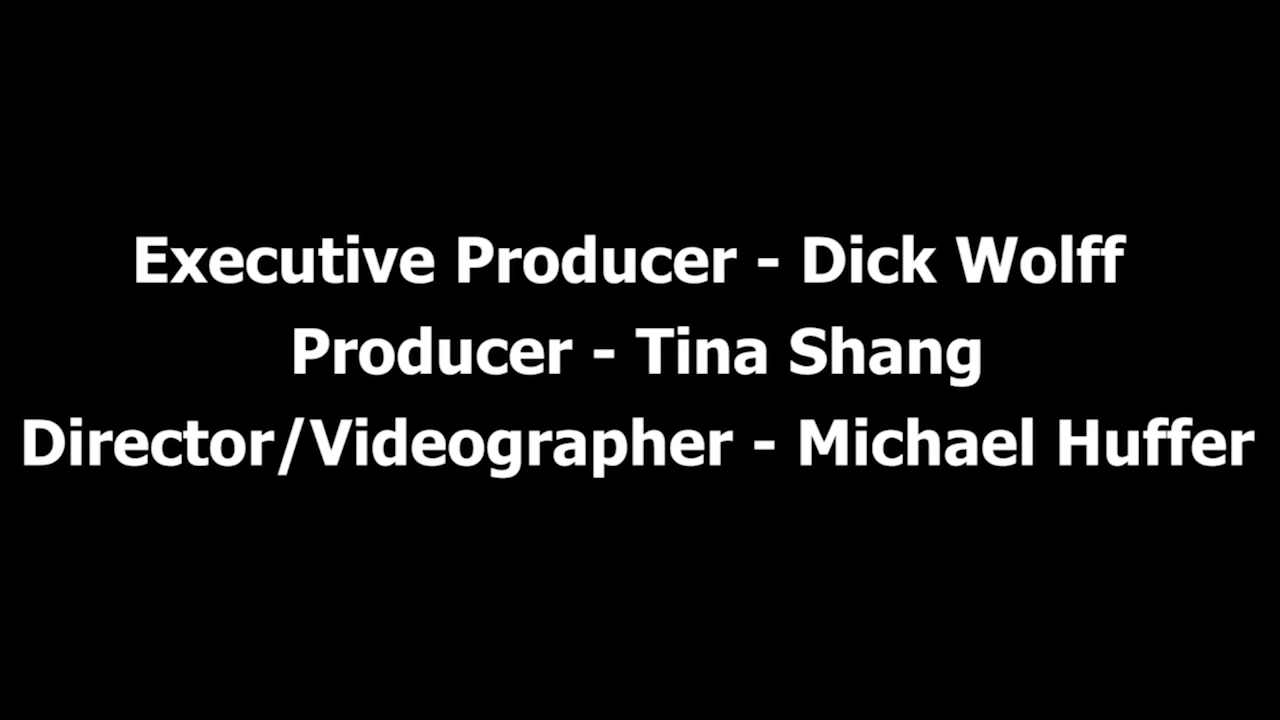 Executive Producer - Dick Wolff
Producer - Tina Shang
Director/Videographer - Michael Huffer